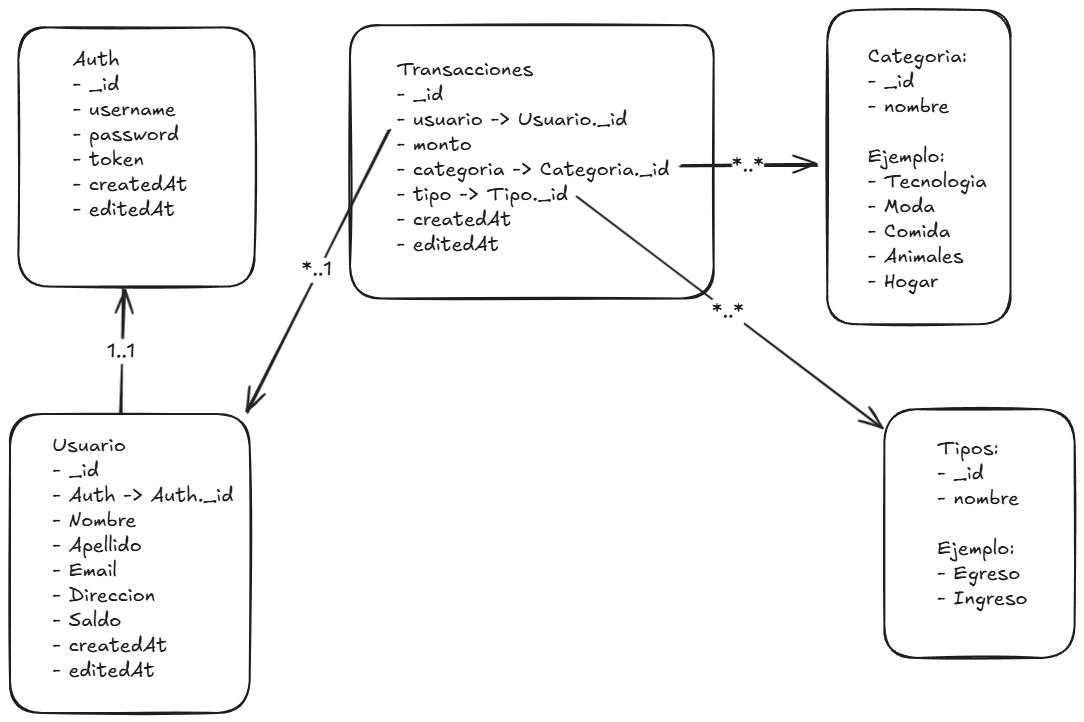 Auth
- _id
- username
- password
- token
- createdAt
- editedAt
Transacciones
- _id
- usuario -> Usuario._id
- monto
- categoria -> Categoria._id
- tipo -> Tipo._id
- createdAt
- editedAt
*..*
Categoria:
- _id
- nombre
Ejemplo:
- Tecnologia
- Moda
- Comida
- Animales
- Hogar
*..1
*..*
1..1
Usuario
- _id
- Auth -> Auth._id
- Nombre
- Apellido
- Email
- Direccion
- Saldo
- createdAt
- editedAt
Tipos:
- _id
- nombre
Ejemplo:
- Egreso
- Ingreso